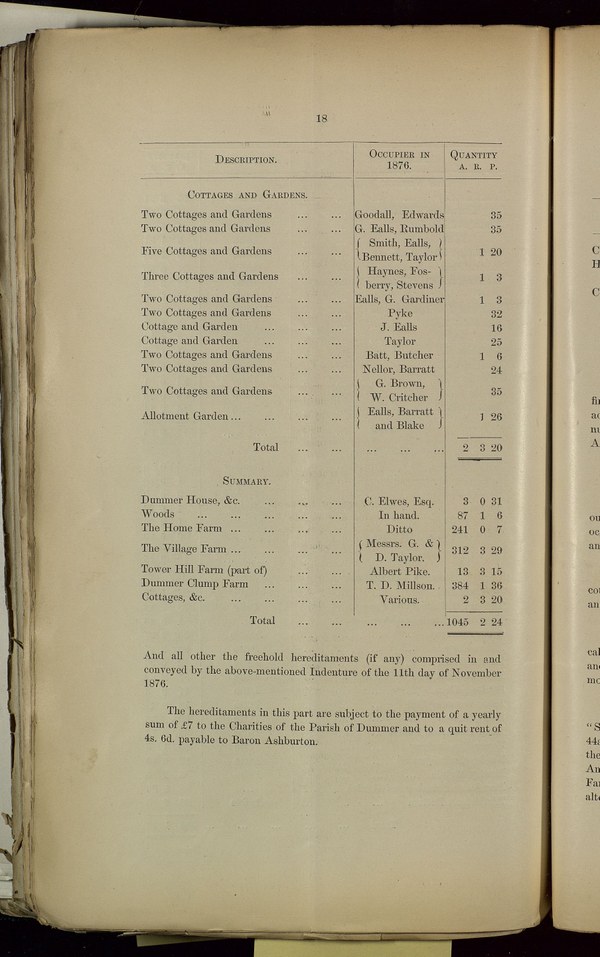 18
DESCRIPTION. OCCUPIER IN 1876. QUANTITY A. R. P.
COTTAGES AND GARDENS.
Two Cottages and Gardens ... ... Goodall, Edwards 35
Two Cottages and Gardens ... ... G. Ealls, Rumbold 35
Five Cottages and Gardens ... ... { Smith, Ealls, Bennett, Taylor } 1 20
Three Cottages and Gardens ... ... { Haynes, Fos-berry, Stevens } 1 3
Two Cottages and Gardens ... ... Ealls, G. Gardiner 1 3
Two Cottages and Gardens ... ... Pyke 32
Cottage and Garden ... ... ... J. Ealls 16
Cottage and Garden ... ... ... Taylor 25
Two Cottages and Gardens ... ... Batt, Butcher 1 6
Two Cottages and Gardens ... ... Nellor, Barratt 24
Two Cottages and Gardens ... ... { G. Brown, W. Critcher } 35
Allotment Garden ... ... ... ... { Ealls, Barratt and Blake } 1 26
Total ... ... ... ... ... 2 3 20
SUMMARY.
Dummer House, &c. ... ... ... C. Elwes, Esq. 3 0 31
Woods ... ... ... ... ... In hand. 87 1 6
The Home Farm ... ... ... ... Ditto 241 0 7
The Village Farm ... ... ... ... { Messrs. G. & D. Taylor. } 312 3 29
Tower Hill Farm (part of) ... ... Albert Pike. 13 3 15
Dummer Clump Farm ... ... ... T. D. Millson. 384 1 36
Cottages, &c. ... ... ... ... Various. 2 3 20
Total ... ... ... ... ... 1045 2 24
And all other the freehold hereditaments (if any) comprised in and
conveyed by the above-mentioned Indenture of the 11th day of November
1876.
The hereditaments in this part are subject to the payment of a yearly
sum of £7 to the Charities of the Parish of Dummer and to a quit rent of
4s. 6d. payable to Baron Ashburton.